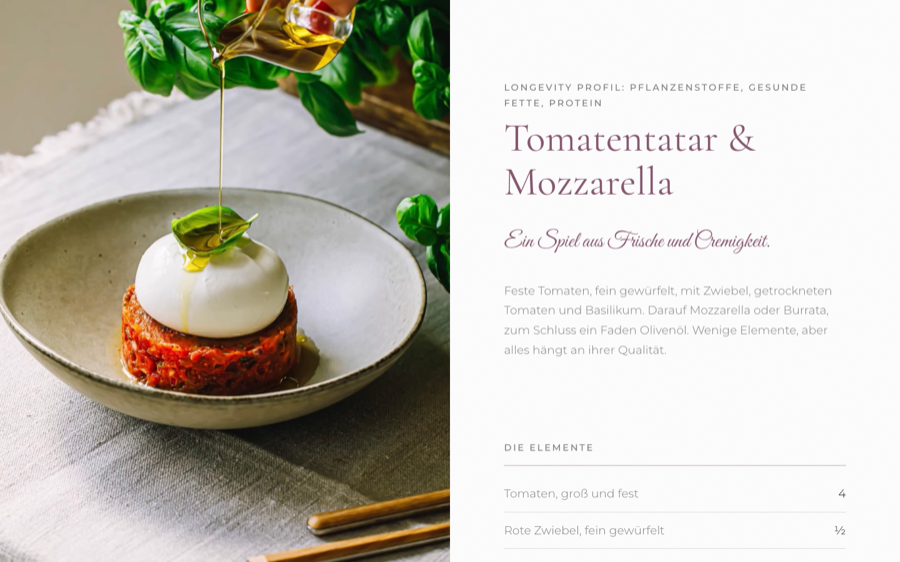 LONGEVITY PROFIL: PFLANZENSTOFFE, GESUNDE
FETTE, PROTEIN
Tomatentatar &
Mozzarella
Ein Spiel aus Frische und Cremigkeit.
Feste Tomaten, fein gewürfelt, mit Zwiebel, getrockneten
Tomaten und Basilikum. Darauf Mozzarella oder Burrata,
zum Schluss ein Faden Olivenöl. Wenige Elemente, aber
alles hängt an ihrer Qualität.
DIE ELEMENTE
Tomaten, groß und fest 4
Rote Zwiebel, fein gewürfelt ½